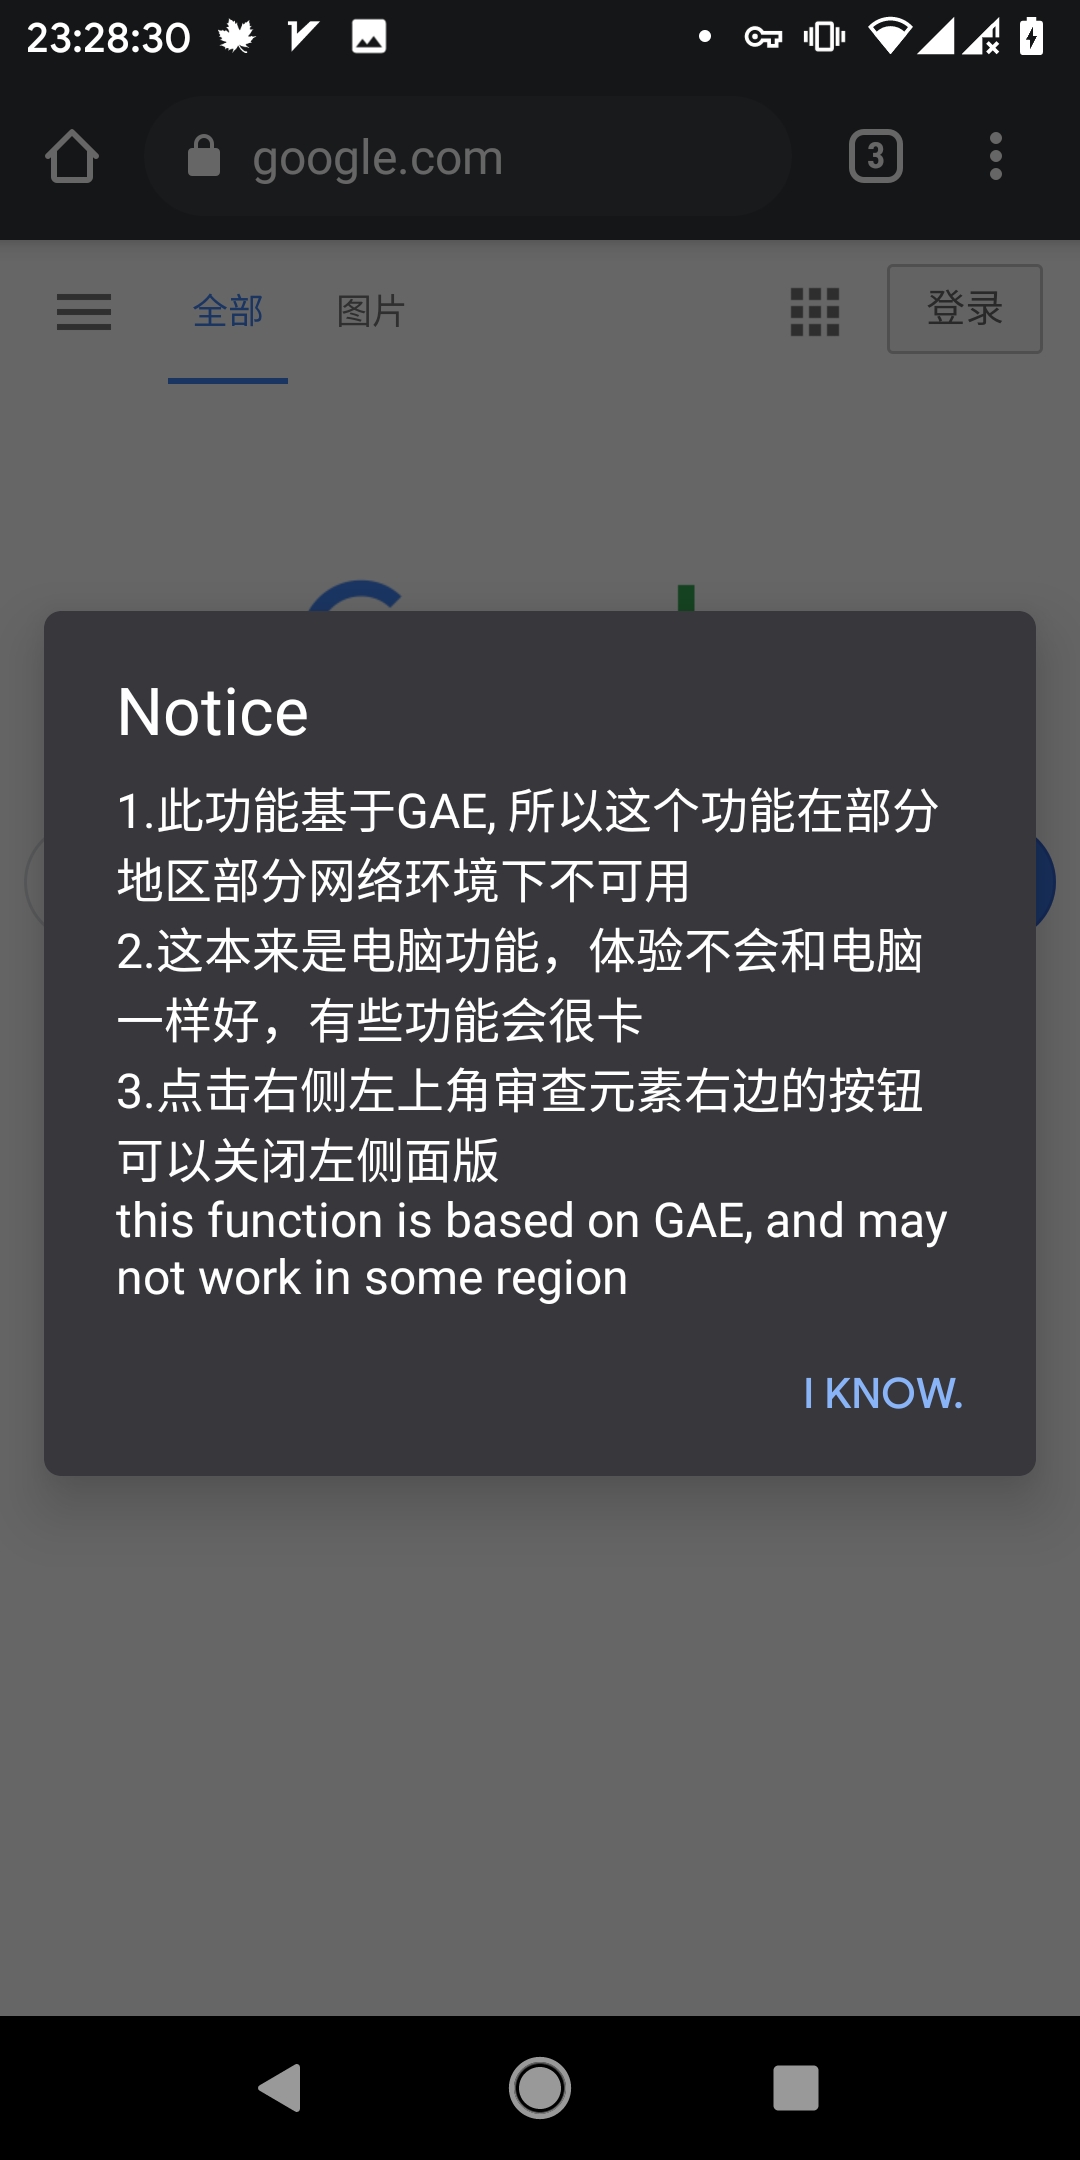 23:28:30
google.com
3
全部 图片 登录
Notice
1.此功能基于GAE, 所以这个功能在部分
地区部分网络环境下不可用
2.这本来是电脑功能，体验不会和电脑
一样好，有些功能会很卡
3.点击右侧左上角审查元素右边的按钮
可以关闭左侧面版
this function is based on GAE, and may
not work in some region
I KNOW.